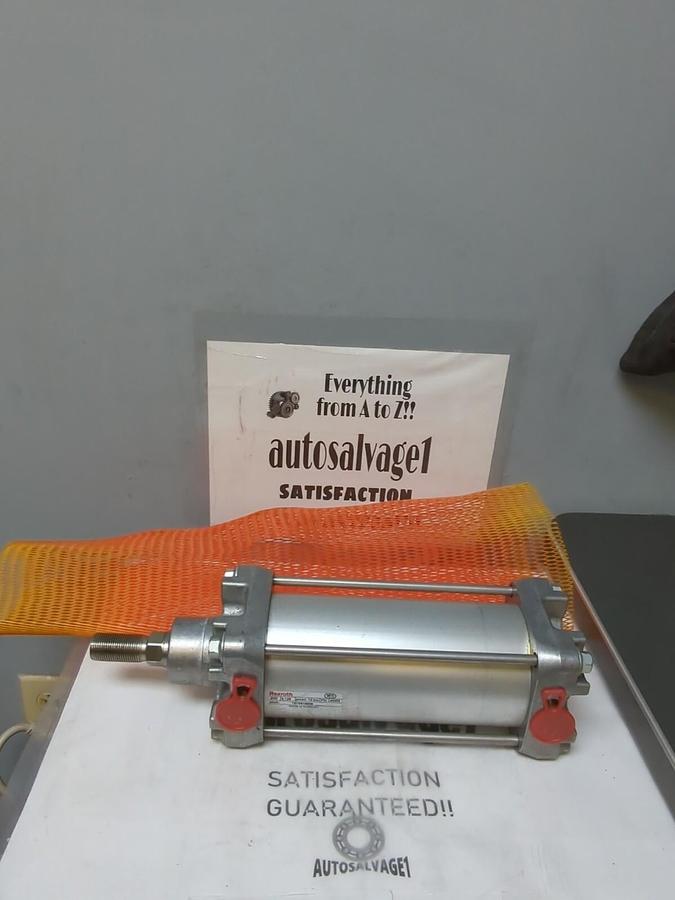 Everything
from A to Z!!
autosalvage1
SATISFACTION
Rexroth
SATISFACTION
GUARANTEED!!
AUTOSALVAGE1